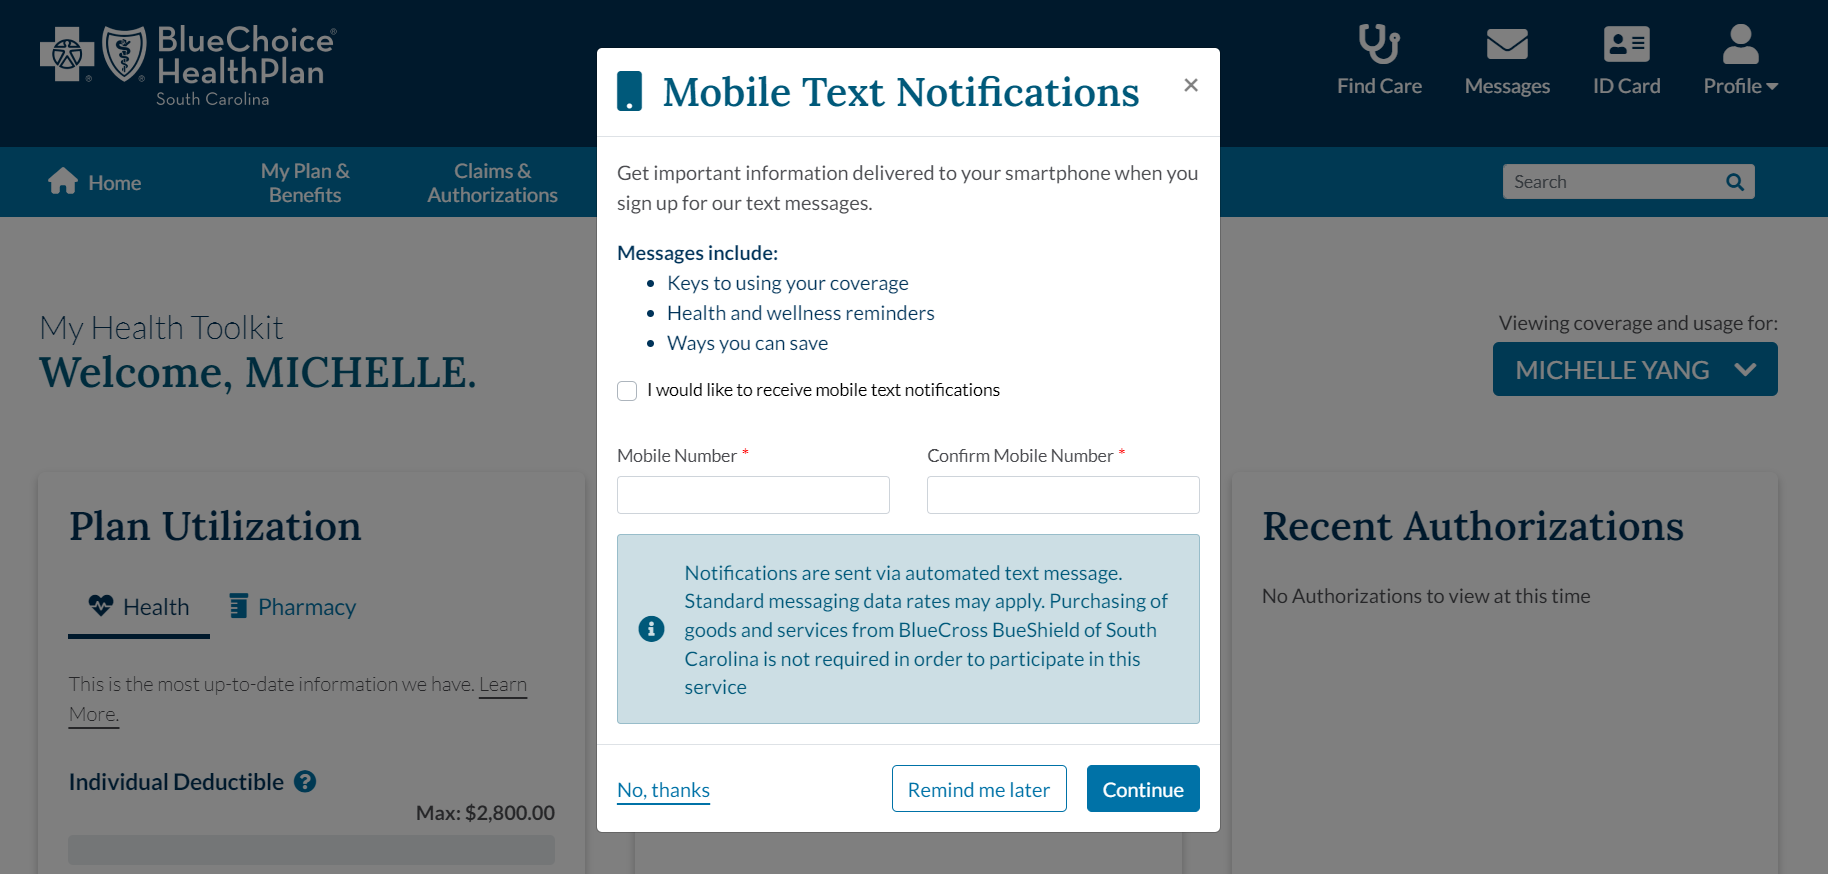 BlueChoice®
HealthPlan
South Carolina
Find Care
Messages
ID Card
Profile
Home
My Plan &
Benefits
Claims &
Authorizations
Search
My Health Toolkit
Welcome, MICHELLE.
Viewing coverage and usage for:
MICHELLE YANG
Mobile Text Notifications
×
Get important information delivered to your smartphone when you
sign up for our text messages.
Messages include:
• Keys to using your coverage
• Health and wellness reminders
• Ways you can save
I would like to receive mobile text notifications
Mobile Number *
Confirm Mobile Number *
Notifications are sent via automated text message.
Standard messaging data rates may apply. Purchasing of
goods and services from BlueCross BueShield of South
Carolina is not required in order to participate in this
service
No, thanks
Remind me later
Continue
Plan Utilization
Health
Pharmacy
This is the most up-to-date information we have. Learn
More.
Individual Deductible
Max: $2,800.00
Recent Authorizations
No Authorizations to view at this time